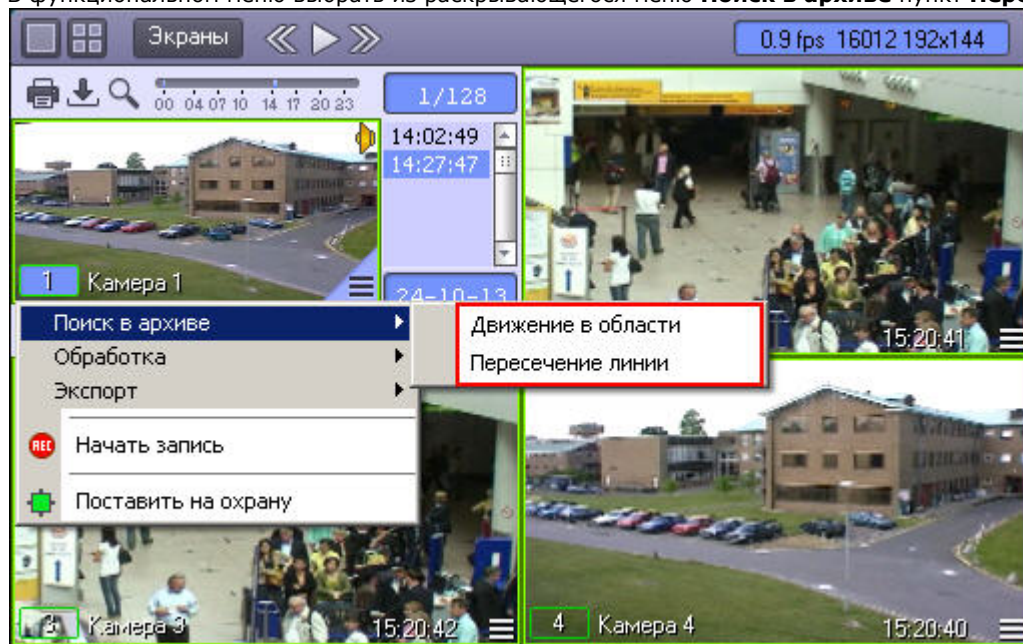 В функциональном меню выбрать из раскрывающегося меню Поиск в архиве пункт
Экраны
0.9 fps 16012 192x144
00 04 07 10 14 17 20 23
1/128
14:02:49
14:27:47
1 Камера 1
24-10-13
15:20:41
Поиск в архиве
Обработка
Экспорт
REC Начать запись
Поставить на охрану
Движение в области
Пересечение линии
3 Камера 3
15:20:42
4 Камера 4
15:20:40